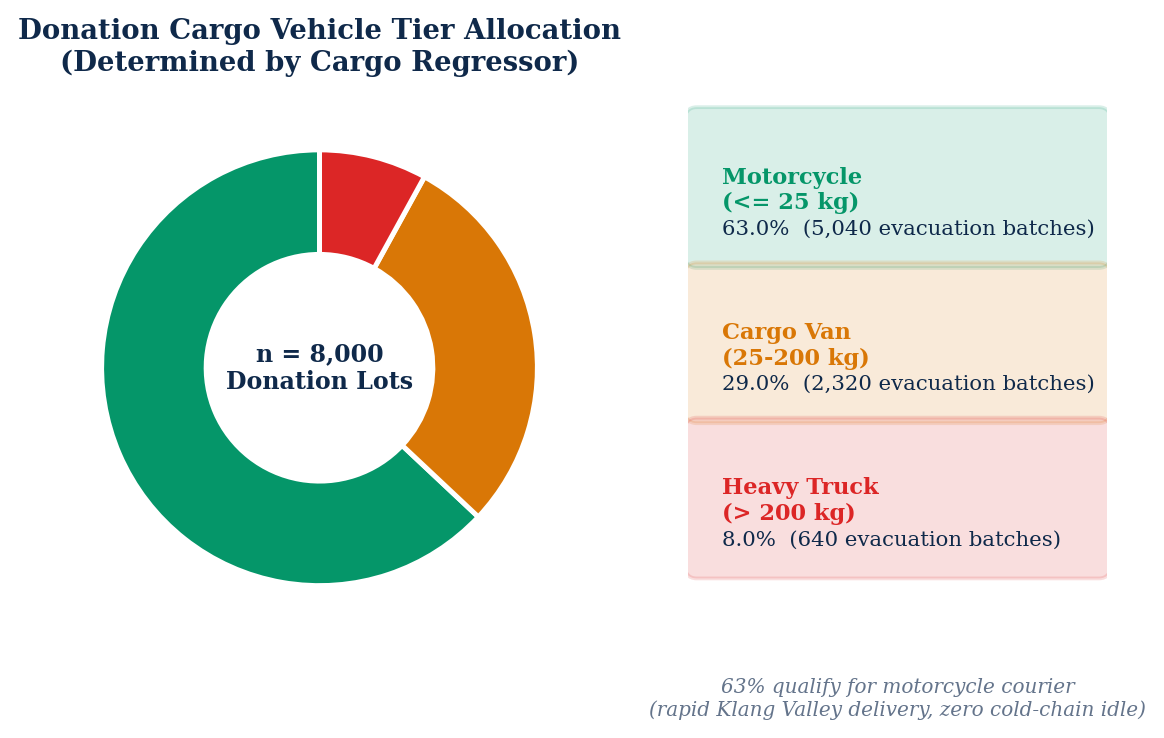 Donation Cargo Vehicle Tier Allocation
(Determined by Cargo Regressor)
n = 8,000
Donation Lots
Motorcycle
(<= 25 kg)
63.0%  (5,040 evacuation batches)
Cargo Van
(25-200 kg)
29.0%  (2,320 evacuation batches)
Heavy Truck
(> 200 kg)
8.0%  (640 evacuation batches)
63% qualify for motorcycle courier
(rapid Klang Valley delivery, zero cold-chain idle)